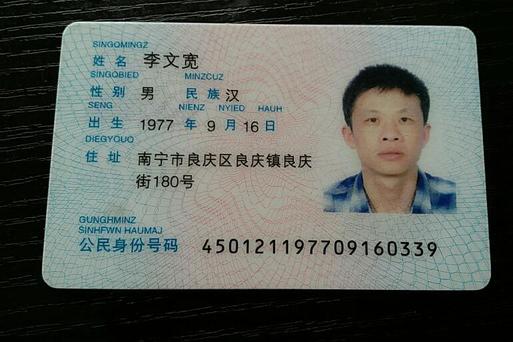 SINGQMINGZ
姓 名 李文宽
SINGQBIED MINZCUZ
性 别 男 民 族 汉
SENG NIENZ NYIED HAUH
出 生 1977 年 9 月 16 日
DIEGYOUQ
住 址 南宁市良庆区良庆镇良庆
街180号
GUNGHMINZ
SINHFWN HAUMAJ
公民身份号码 450121197709160339